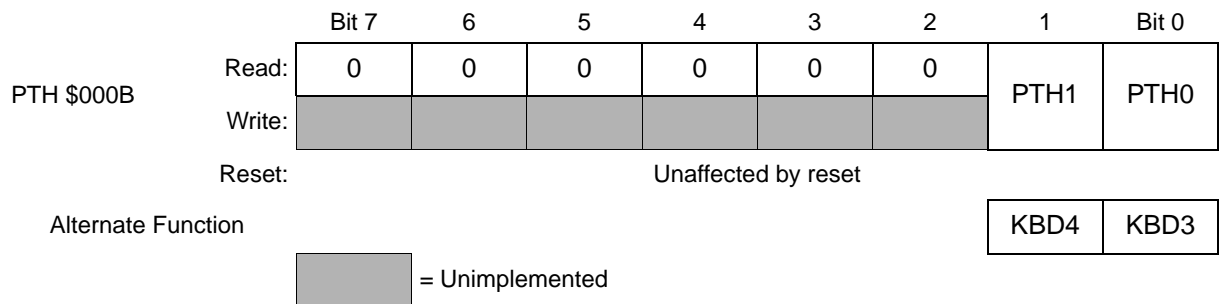 Bit 7 6 5 4 3 2 1 Bit 0
PTH $000B
Read: 0 0 0 0 0 0 PTH1 PTH0
Write:
Reset: Unaffected by reset
Alternate Function KBD4 KBD3
= Unimplemented